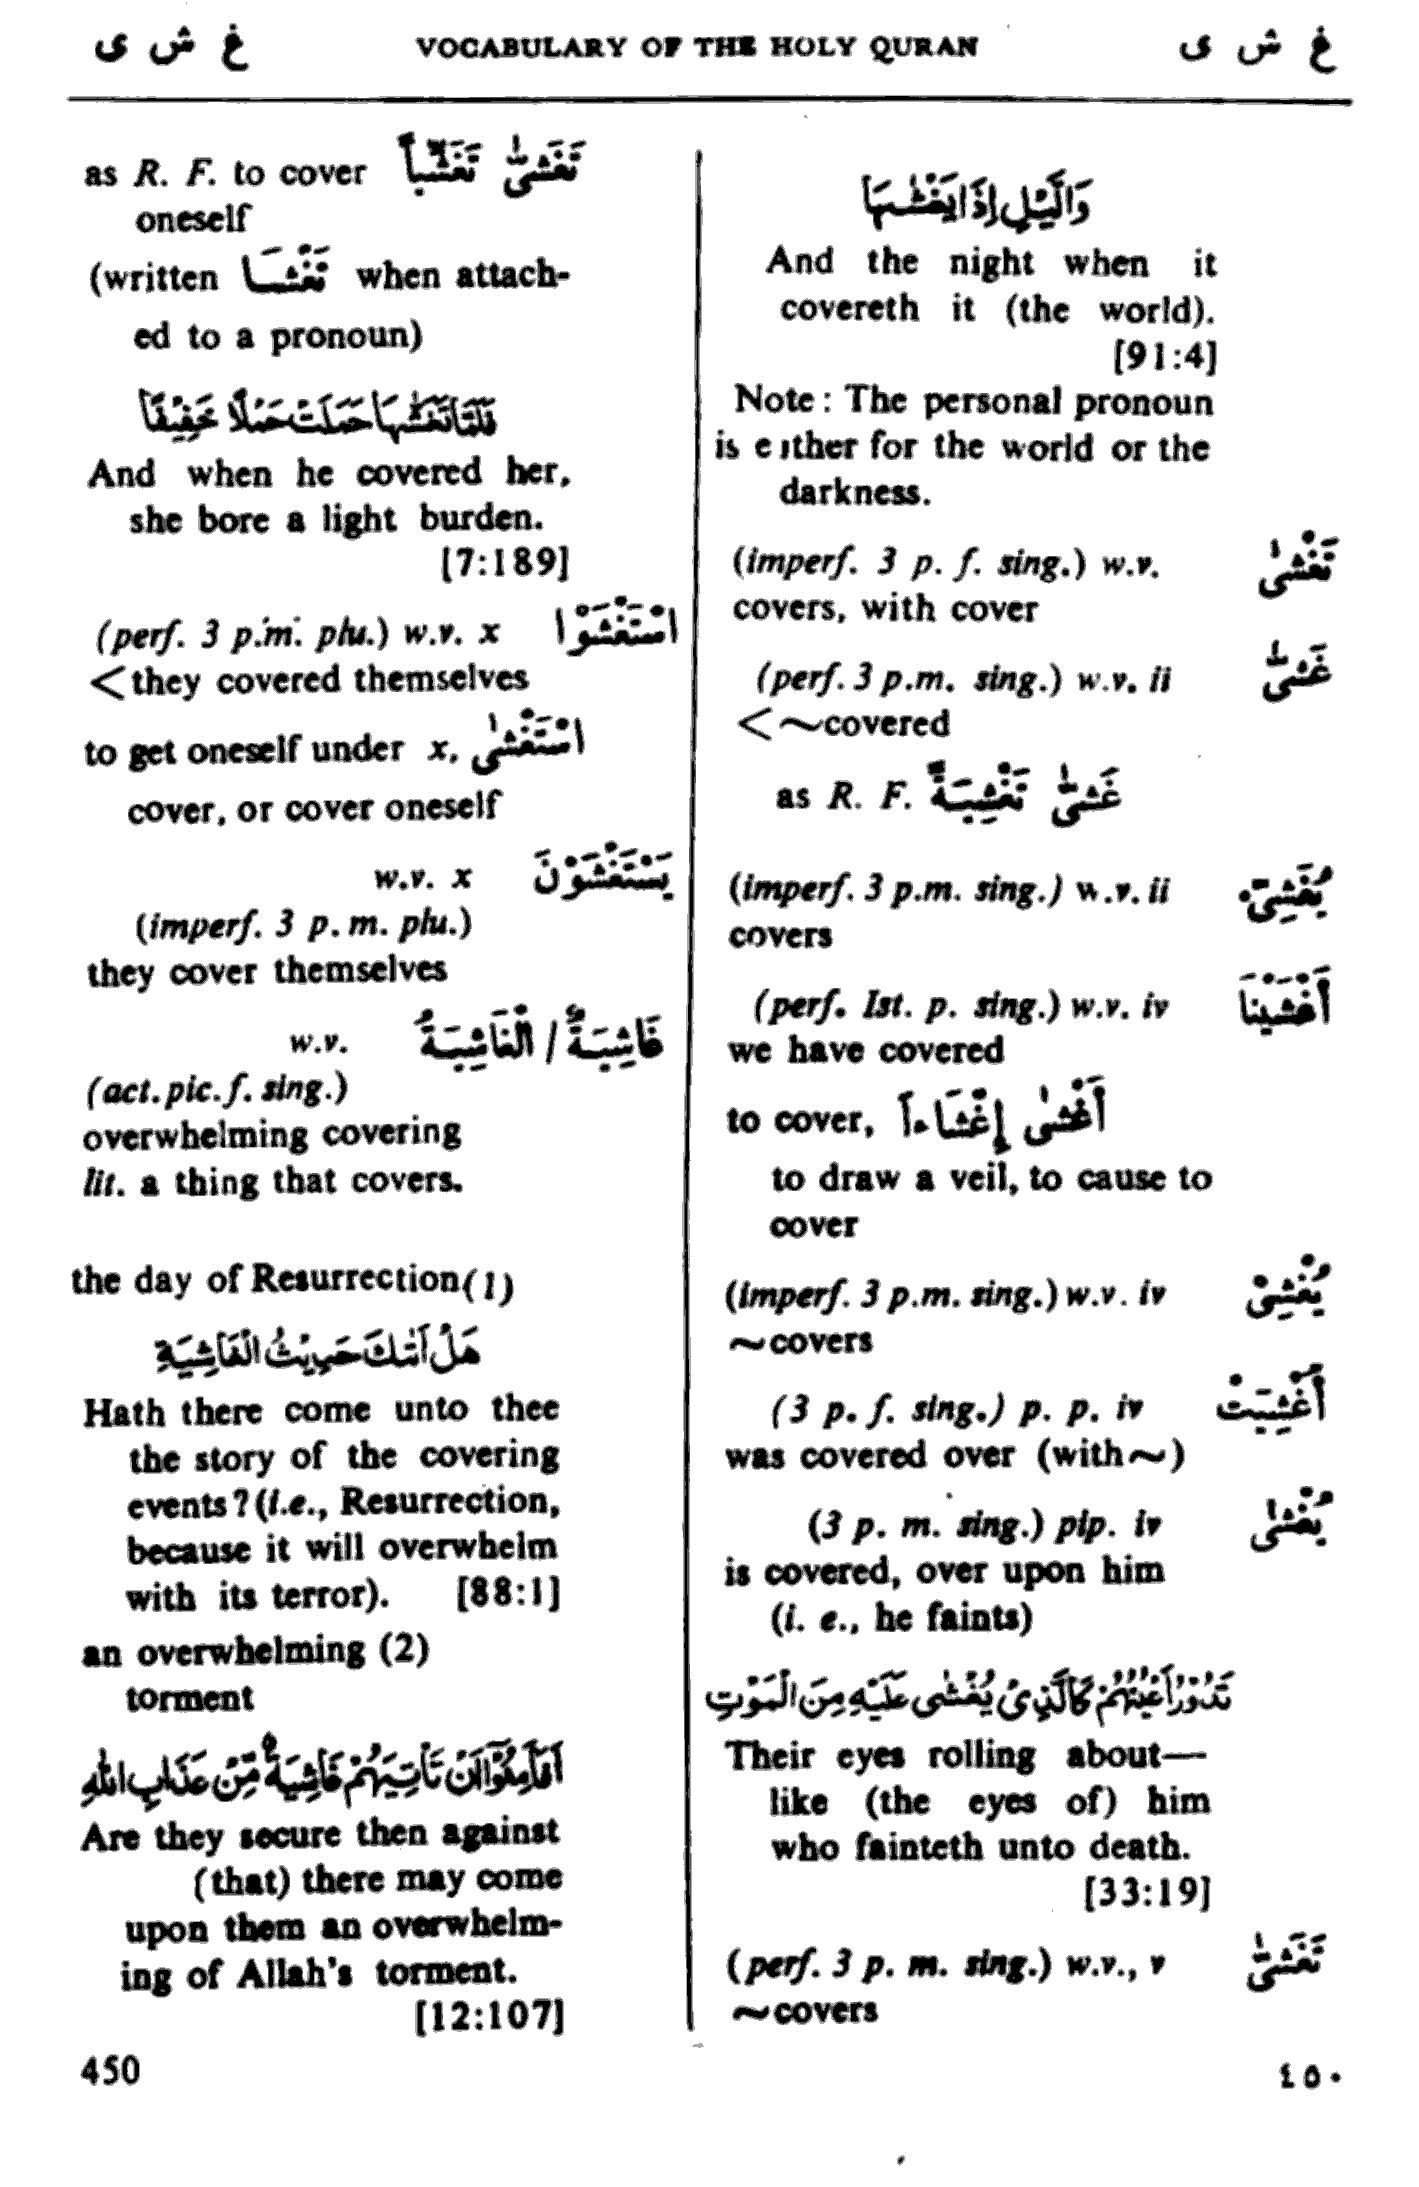 غ ش ى VOCABULARY OF THE HOLY QURAN غ ش ى
وَالَّيْلِ إِذَا يَغْشٰىهَا
And the night when it
covereth it (the world).
[91:4]
Note: The personal pronoun
is either for the world or the
darkness.
(imperf. 3 p. f. sing.) w.v. تَغْشٰى
covers, with cover
(perf. 3 p.m. sing.) w.v. ii غَشّٰى
<~covered
as R. F. غَشّٰى تَغْشِيَةً
(imperf. 3 p.m. sing.) w.v. ii يُغَشِّيْ
covers
(perf. Ist. p. sing.) w.v. iv أَغْشَيْنَا
we have covered
to cover, أَغْشٰى إِغْشَاءاً
to draw a veil, to cause to
cover
(imperf. 3 p.m. sing.) w.v. iv يُغْشِىْ
~covers
(3 p. f. sing.) p. p. iv أُغْشِيَتْ
was covered over (with~)
(3 p. m. sing.) pip. iv يُغْشٰى
is covered, over upon him
(i. e., he faints)
تَدُوْرُ أَعْيُنُهُمْ كَالَّذِىْ يُغْشٰى عَلَيْهِ مِنَ الْمَوْتِ
Their eyes rolling about—
like (the eyes of) him
who fainteth unto death.
[33:19]
(perf. 3 p. m. sing.) w.v., v تَغَشّٰى
~covers
as R. F. to cover تَغَشّٰى تَغَشّياً
oneself
(written تَغَشَّـا when attach-
ed to a pronoun)
فَلَمَّا تَغَشّٰىهَا حَمَلَتْ حَمْلًا خَفِيْفًا
And when he covered her,
she bore a light burden.
[7:189]
(perf. 3 p.m. plu.) w.v. x اسْتَغْشَوْا
<they covered themselves
to get oneself under x, اسْتَغْشٰى
cover, or cover oneself
w.v. x يَسْتَغْشَوْنَ
(imperf. 3 p. m. plu.)
they cover themselves
w.v. غَاشِيَةٌ / الْغَاشِيَةُ
(act. pic. f. sing.)
overwhelming covering
lit. a thing that covers.
the day of Resurrection(1)
هَلْ أَتٰىكَ حَدِيْثُ الْغَاشِيَةِ
Hath there come unto thee
the story of the covering
events? (i.e., Resurrection,
because it will overwhelm
with its terror). [88:1]
an overwhelming (2)
torment
أَفَأَمِنُوْٓا أَنْ تَأْتِيَهُمْ غَاشِيَةٌ مِّنْ عَذَابِ اللهِ
Are they secure then against
(that) there may come
upon them an overwhelm-
ing of Allah's torment.
[12:107]
450 ٤٥٠